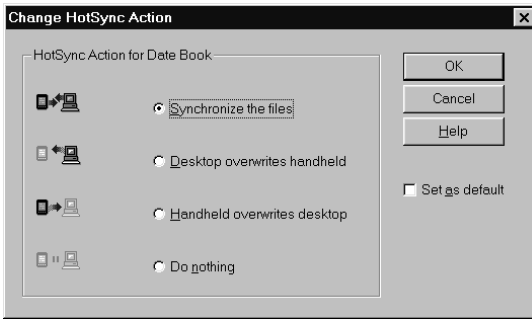 Change HotSync Action
HotSync Action for Date Book
Synchronize the files
Desktop overwrites handheld
Handheld overwrites desktop
Do nothing
OK
Cancel
Help
Set as default